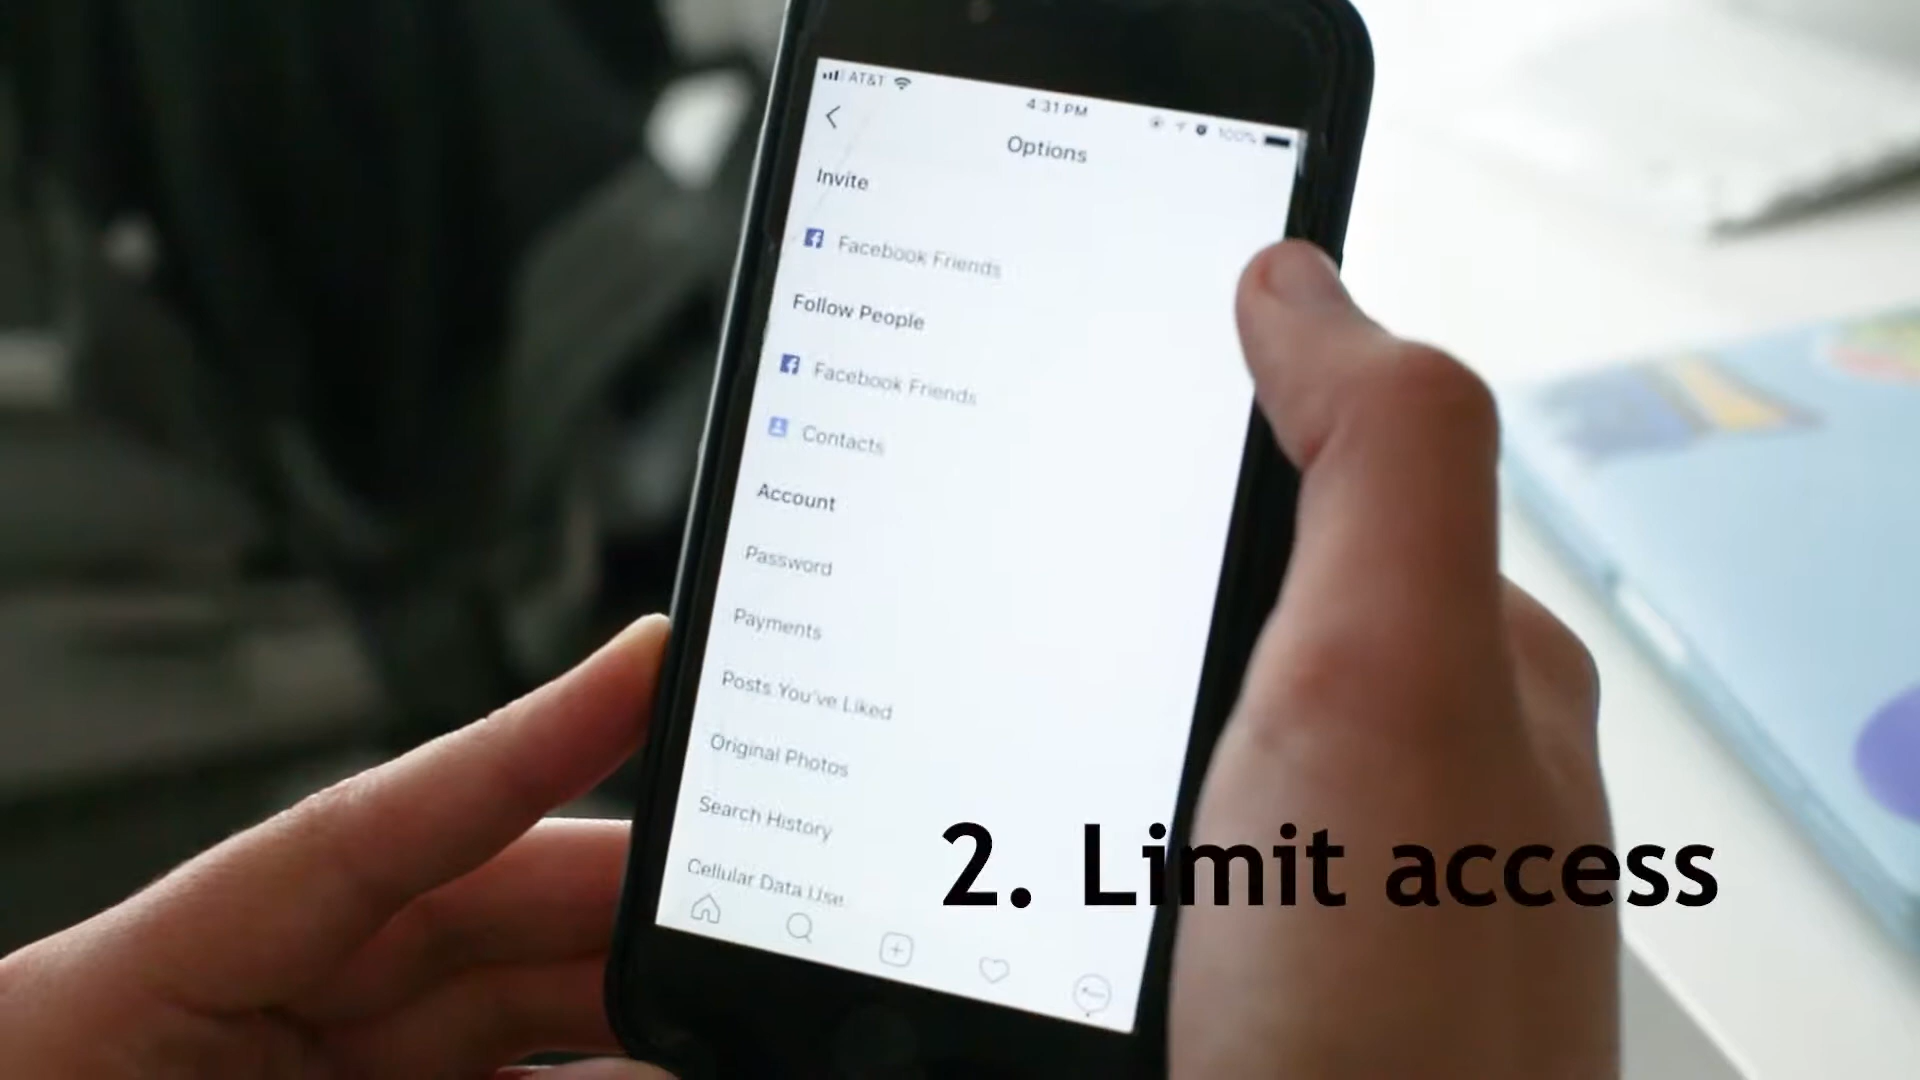 AT&T
4:31 PM
100%
Options
Invite
Facebook Friends
Follow People
Facebook Friends
Contacts
Account
Password
Payments
Posts You've Liked
Original Photos
Search History
Cellular Data Use
2. Limit access